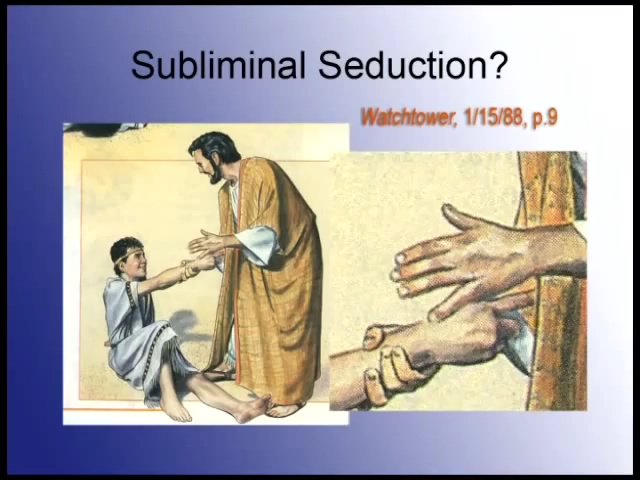 Subliminal Seduction?
Watchtower, 1/15/88, p.9